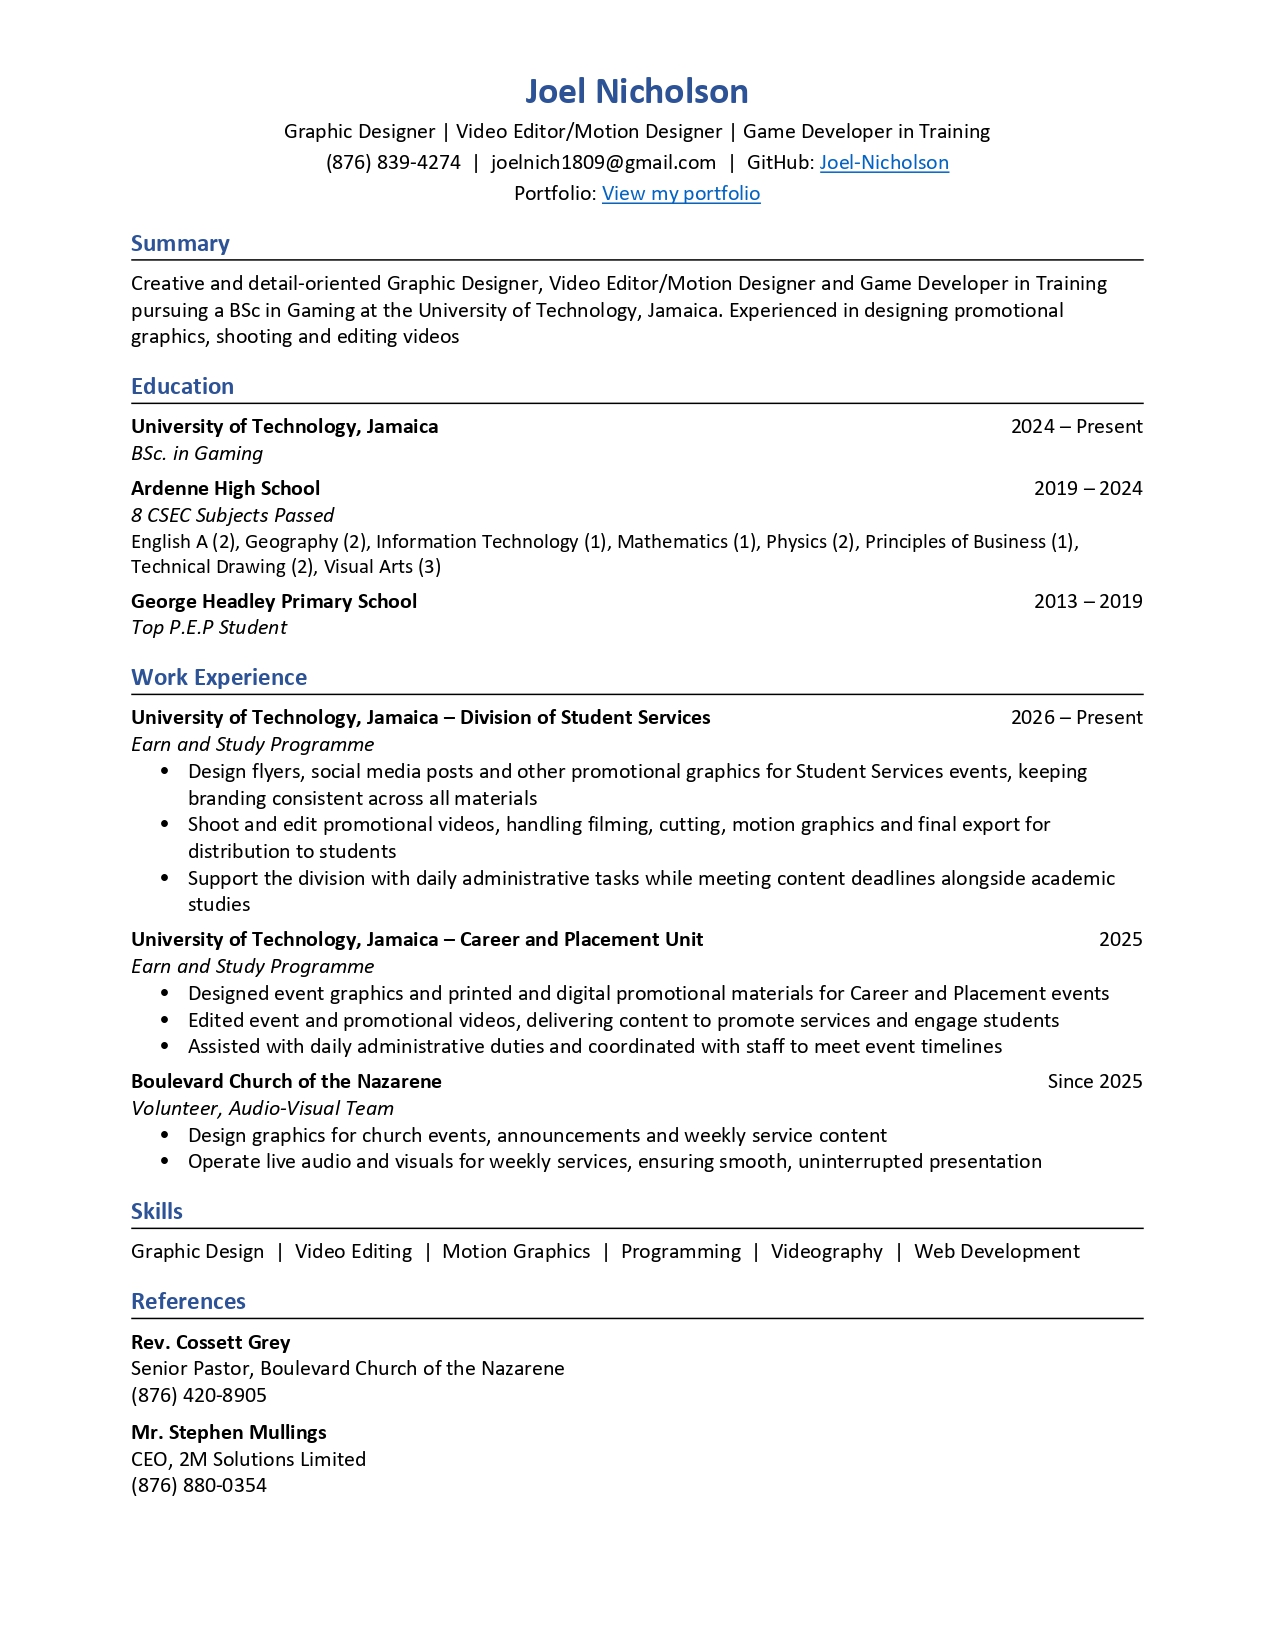 Joel Nicholson
Graphic Designer | Video Editor/Motion Designer | Game Developer in Training
(876) 839-4274 | joelnich1809@gmail.com | GitHub: Joel-Nicholson
Portfolio: View my portfolio
Summary
Creative and detail-oriented Graphic Designer, Video Editor/Motion Designer and Game Developer in Training
pursuing a BSc in Gaming at the University of Technology, Jamaica. Experienced in designing promotional
graphics, shooting and editing videos
Education
University of Technology, Jamaica 2024 – Present
BSc. in Gaming
Ardenne High School 2019 – 2024
8 CSEC Subjects Passed
English A (2), Geography (2), Information Technology (1), Mathematics (1), Physics (2), Principles of Business (1),
Technical Drawing (2), Visual Arts (3)
George Headley Primary School 2013 – 2019
Top P.E.P Student
Work Experience
University of Technology, Jamaica – Division of Student Services 2026 – Present
Earn and Study Programme
• Design flyers, social media posts and other promotional graphics for Student Services events, keeping
branding consistent across all materials
• Shoot and edit promotional videos, handling filming, cutting, motion graphics and final export for
distribution to students
• Support the division with daily administrative tasks while meeting content deadlines alongside academic
studies
University of Technology, Jamaica – Career and Placement Unit 2025
Earn and Study Programme
• Designed event graphics and printed and digital promotional materials for Career and Placement events
• Edited event and promotional videos, delivering content to promote services and engage students
• Assisted with daily administrative duties and coordinated with staff to meet event timelines
Boulevard Church of the Nazarene Since 2025
Volunteer, Audio-Visual Team
• Design graphics for church events, announcements and weekly service content
• Operate live audio and visuals for weekly services, ensuring smooth, uninterrupted presentation
Skills
Graphic Design | Video Editing | Motion Graphics | Programming | Videography | Web Development
References
Rev. Cossett Grey
Senior Pastor, Boulevard Church of the Nazarene
(876) 420-8905
Mr. Stephen Mullings
CEO, 2M Solutions Limited
(876) 880-0354